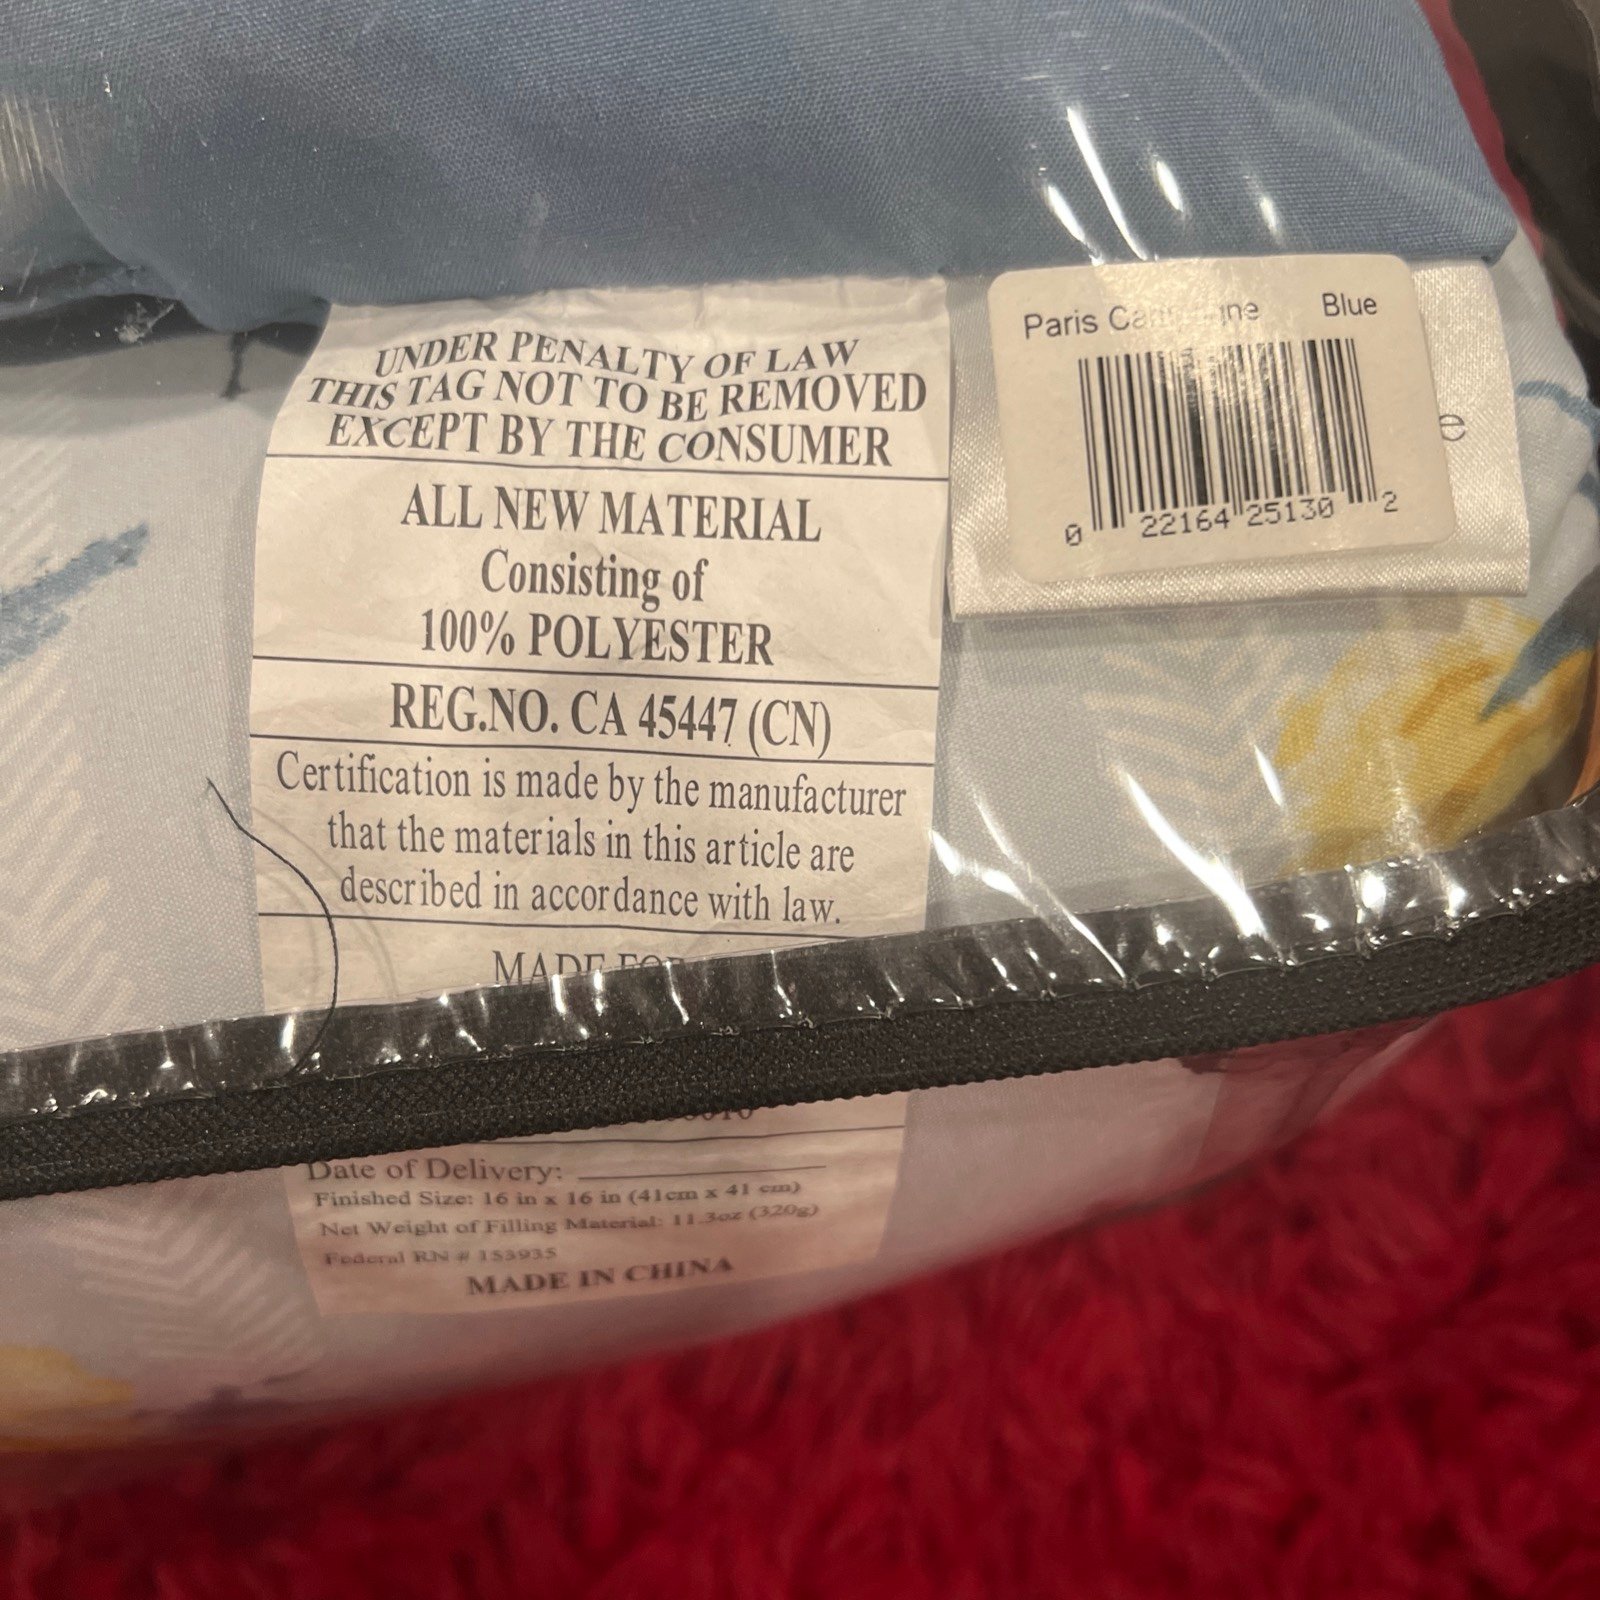 UNDER PENALTY OF LAW
THIS TAG NOT TO BE REMOVED
EXCEPT BY THE CONSUMER
ALL NEW MATERIAL
Consisting of
100% POLYESTER
REG.NO. CA 45447 (CN)
Certification is made by the manufacturer
that the materials in this article are
described in accordance with law.
MADE FOR
Date of Delivery:
Finished Size: 16 in x 16 in (41cm x 41 cm)
Net Weight of Filling Material: 11.3oz (320g)
Federal RN # 153935
MADE IN CHINA
Paris Blue
0 22164 25130 2
e